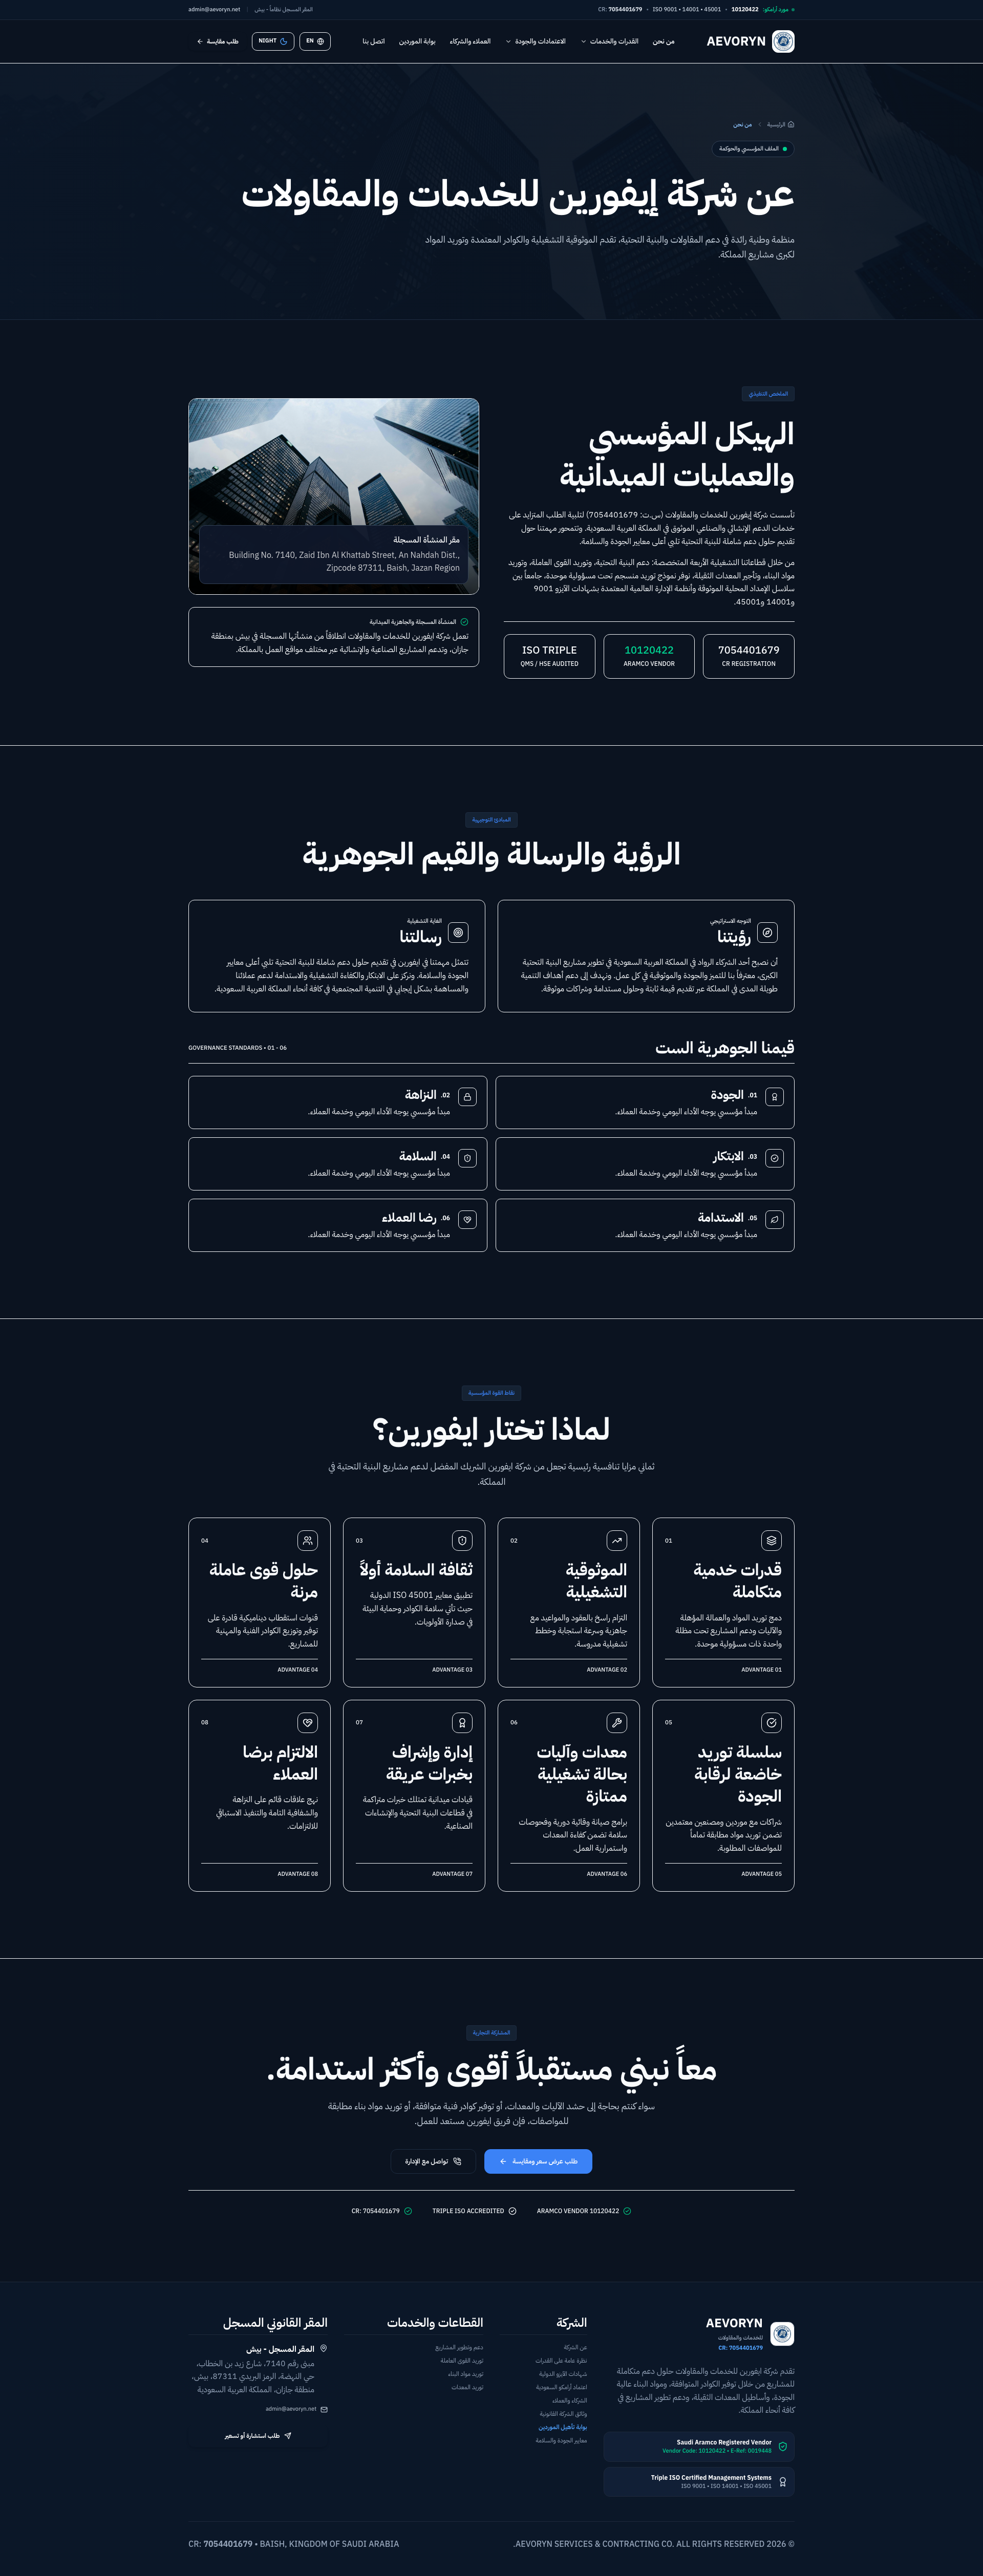 مورد أرامكو: 10120422 • ISO 9001 • 14001 • 45001 • CR: 7054401679
المقر المسجل نظاماً - بيش | admin@aevoryn.net
AEVORYN
من نحن
القدرات والخدمات
الاعتمادات والجودة
العملاء والشركاء
بوابة الموردين
اتصل بنا
EN
NIGHT
طلب مقايسة
الرئيسية
من نحن
الملف المؤسسي والحوكمة
عن شركة إيفورين للخدمات والمقاولات
منظمة وطنية رائدة في دعم المقاولات والبنية التحتية، تقدم الموثوقية التشغيلية والكوادر المعتمدة وتوريد المواد
لكبرى مشاريع المملكة.
الملخص التنفيذي
الهيكل المؤسسي
والعمليات الميدانية
تأسست شركة إيفورين للخدمات والمقاولات (س.ت: 7054401679) لتلبية الطلب المتزايد على
خدمات الدعم الإنشائي والصناعي الموثوق في المملكة العربية السعودية. وتتمحور مهمتنا حول
تقديم حلول دعم شاملة للبنية التحتية تلبي أعلى معايير الجودة والسلامة.
من خلال قطاعاتنا التشغيلية الأربعة المتخصصة: دعم البنية التحتية، وتوريد القوى العاملة، وتوريد
مواد البناء، وتأجير المعدات الثقيلة، نوفر نموذج توريد منسجم تحت مسؤولية موحدة، جامعاً بين
سلاسل الإمداد المحلية الموثوقة وأنظمة الإدارة العالمية المعتمدة بشهادات الآيزو 9001
و14001 و45001.
7054401679
CR REGISTRATION
10120422
ARAMCO VENDOR
ISO TRIPLE
QMS / HSE AUDITED
مقر المنشأة المسجلة
Building No. 7140, Zaid Ibn Al Khattab Street, An Nahdah Dist.,
Zipcode 87311, Baish, Jazan Region
المنشأة المسجلة والجاهزية الميدانية
تعمل شركة ايفورين للخدمات والمقاولات انطلاقاً من منشأتها المسجلة في بيش بمنطقة
جازان، وتدعم المشاريع الصناعية والإنشائية عبر مختلف مواقع العمل بالمملكة.
المبادئ التوجيهية
الرؤية والرسالة والقيم الجوهرية
التوجه الاستراتيجي
رؤيتنا
أن نصبح أحد الشركاء الرواد في المملكة العربية السعودية في تطوير مشاريع البنية التحتية
الكبرى، معترفاً بنا للتميز والجودة والموثوقية في كل عمل. ونهدف إلى دعم أهداف التنمية
طويلة المدى في المملكة عبر تقديم قيمة ثابتة وحلول مستدامة وشراكات موثوقة.
الغاية التشغيلية
رسالتنا
تتمثل مهمتنا في ايفورين في تقديم حلول دعم شاملة للبنية التحتية تلبي أعلى معايير
الجودة والسلامة. ونركز على الابتكار والكفاءة التشغيلية والاستدامة لدعم عملائنا
والمساهمة بشكل إيجابي في التنمية المجتمعية في كافة أنحاء المملكة العربية السعودية.
قيمنا الجوهرية الست
GOVERNANCE STANDARDS • 01 - 06
01. الجودة
مبدأ مؤسسي يوجه الأداء اليومي وخدمة العملاء.
02. النزاهة
مبدأ مؤسسي يوجه الأداء اليومي وخدمة العملاء.
03. الابتكار
مبدأ مؤسسي يوجه الأداء اليومي وخدمة العملاء.
04. السلامة
مبدأ مؤسسي يوجه الأداء اليومي وخدمة العملاء.
05. الاستدامة
مبدأ مؤسسي يوجه الأداء اليومي وخدمة العملاء.
06. رضا العملاء
مبدأ مؤسسي يوجه الأداء اليومي وخدمة العملاء.
نقاط القوة المؤسسية
لماذا تختار ايفورين؟
ثماني مزايا تنافسية رئيسية تجعل من شركة ايفورين الشريك المفضل لدعم مشاريع البنية التحتية في
المملكة.
01
قدرات خدمية
متكاملة
دمج توريد المواد والعمالة المؤهلة
والآليات ودعم المشاريع تحت مظلة
واحدة ذات مسؤولية موحدة.
ADVANTAGE 01
02
الموثوقية
التشغيلية
التزام راسخ بالعقود والمواعيد مع
جاهزية وسرعة استجابة وخطط
تشغيلية مدروسة.
ADVANTAGE 02
03
ثقافة السلامة أولاً
تطبيق معايير ISO 45001 الدولية
حيث تأتي سلامة الكوادر وحماية البيئة
في صدارة الأولويات.
ADVANTAGE 03
04
حلول قوى عاملة
مرنة
قنوات استقطاب ديناميكية قادرة على
توفير وتوزيع الكوادر الفنية والمهنية
للمشاريع.
ADVANTAGE 04
05
سلسلة توريد
خاضعة لرقابة
الجودة
شراكات مع موردين ومصنعين معتمدين
تضمن توريد مواد مطابقة تماماً
للمواصفات المطلوبة.
ADVANTAGE 05
06
معدات وآليات
بحالة تشغيلية
ممتازة
برامج صيانة وقائية دورية وفحوصات
سلامة تضمن كفاءة المعدات
واستمرارية العمل.
ADVANTAGE 06
07
إدارة وإشراف
بخبرات عريقة
قيادات ميدانية تمتلك خبرات متراكمة
في قطاعات البنية التحتية والإنشاءات
الصناعية.
ADVANTAGE 07
08
الالتزام برضا
العملاء
نهج علاقات قائم على النزاهة
والشفافية التامة والتنفيذ الاستباقي
للالتزامات.
ADVANTAGE 08
المشاركة التجارية
معاً نبني مستقبلاً أقوى وأكثر استدامة.
سواء كنتم بحاجة إلى حشد الآليات والمعدات، أو توفير كوادر فنية متوافقة، أو توريد مواد بناء مطابقة
للمواصفات، فإن فريق ايفورين مستعد للعمل.
طلب عرض سعر ومقايسة
تواصل مع الإدارة
ARAMCO VENDOR 10120422
TRIPLE ISO ACCREDITED
CR: 7054401679
AEVORYN
للخدمات والمقاولات
CR: 7054401679
تقدم شركة ايفورين للخدمات والمقاولات حلول دعم متكاملة
للمشاريع من خلال توفير الكوادر المتوافقة، ومواد البناء عالية
الجودة، وأساطيل المعدات الثقيلة، ودعم تطوير المشاريع في
كافة أنحاء المملكة.
Saudi Aramco Registered Vendor
Vendor Code: 10120422 • E-Ref: 0019448
Triple ISO Certified Management Systems
ISO 9001 • ISO 14001 • ISO 45001
الشركة
عن الشركة
نظرة عامة على القدرات
شهادات الآيزو الدولية
اعتماد أرامكو السعودية
الشركاء والعملاء
وثائق الشركة القانونية
بوابة تأهيل الموردين
معايير الجودة والسلامة
القطاعات والخدمات
دعم وتطوير المشاريع
توريد القوى العاملة
توريد مواد البناء
توريد المعدات
المقر القانوني المسجل
المقر المسجل - بيش
مبنى رقم 7140، شارع زيد بن الخطاب،
حي النهضة، الرمز البريدي 87311، بيش،
منطقة جازان، المملكة العربية السعودية
admin@aevoryn.net
طلب استشارة أو تسعير
© 2026 AEVORYN SERVICES & CONTRACTING CO. ALL RIGHTS RESERVED.
CR: 7054401679 • BAISH, KINGDOM OF SAUDI ARABIA